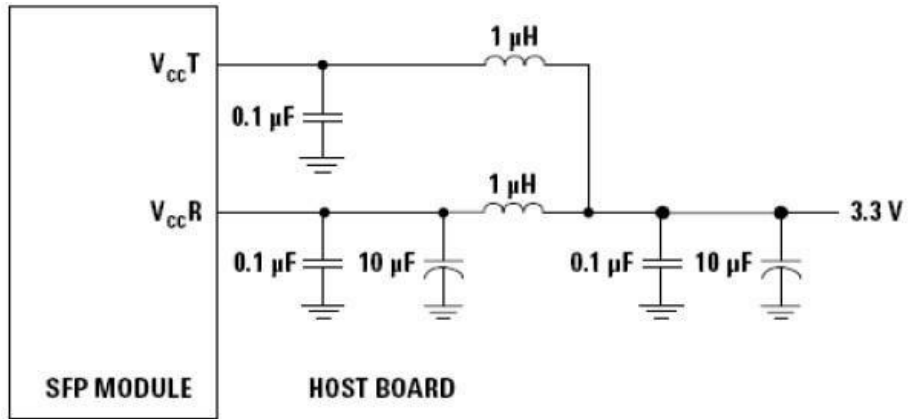 1 µH
VccT
0.1 µF
1 µH
VccR
3.3 V
0.1 µF 10 µF 0.1 µF 10 µF
SFP MODULE HOST BOARD